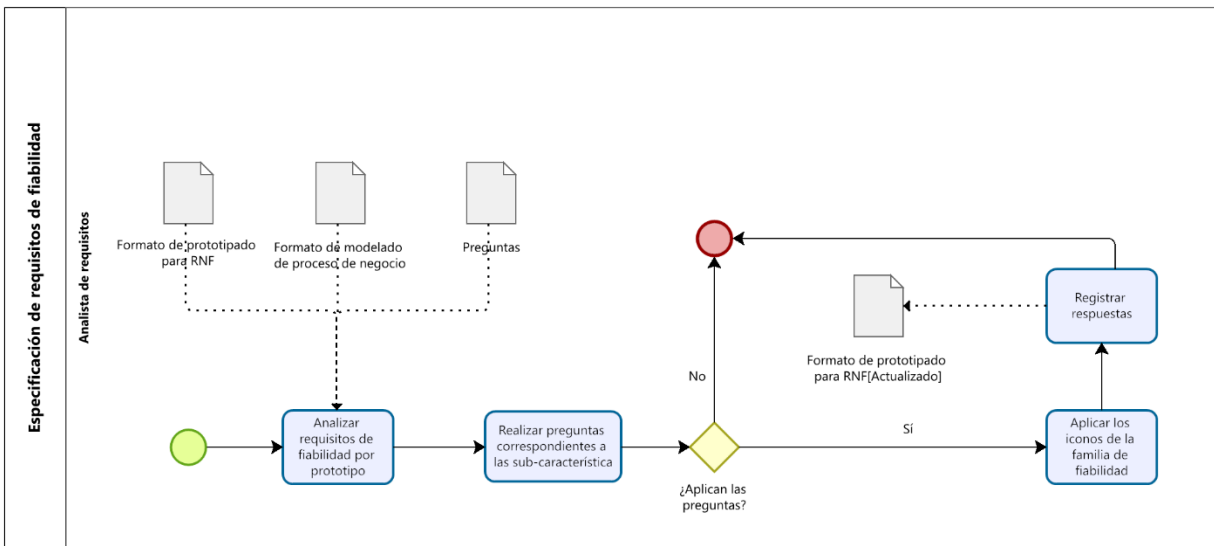 Especificación de requisitos de fiabilidad
Analista de requisitos
Formato de prototipado
para RNF
Formato de modelado
de proceso de negocio
Preguntas
Analizar
requisitos de
fiabilidad por
prototipo
Realizar preguntas
correspondientes a
las sub-característica
¿Aplican las
preguntas?
No
Sí
Formato de prototipado
para RNF[Actualizado]
Registrar
respuestas
Aplicar los
iconos de la
familia de
fiabilidad